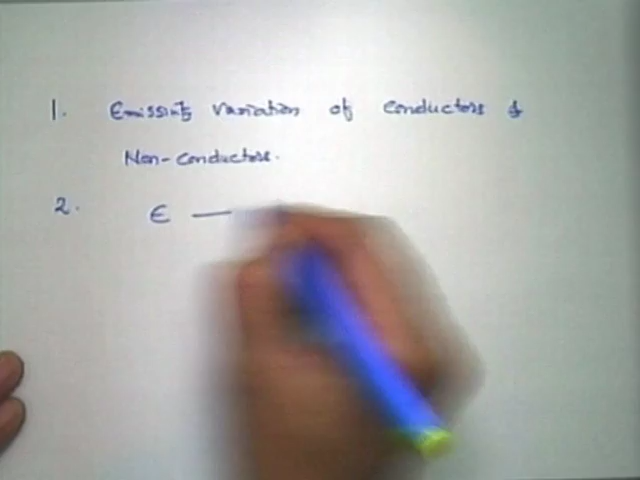 1. Emissivity variation of conductors &
Non-conductors.
2. ϵ —